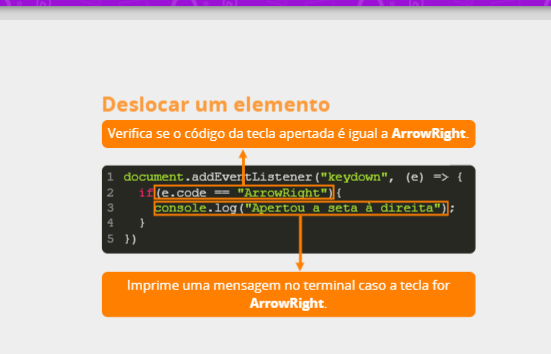 Deslocar um elemento
Verifica se o código da tecla apertada é igual a ArrowRight.
1 document.addEventListener("keydown", (e) => {
2 if(e.code == "ArrowRight"){
3 console.log("Apertou a seta à direita");
4 }
5 })
Imprime uma mensagem no terminal caso a tecla for
ArrowRight.